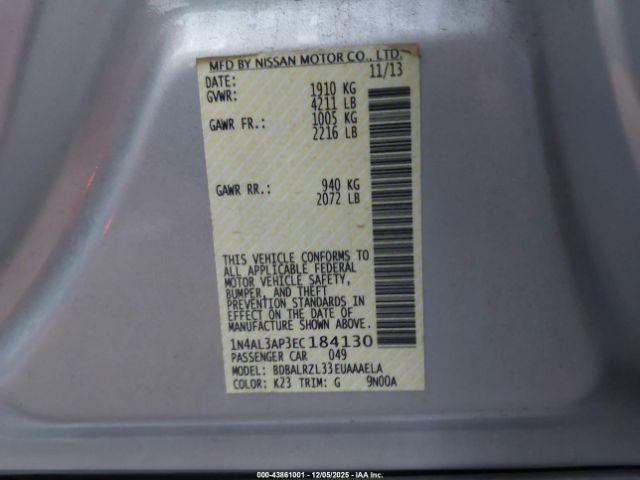 MFD BY NISSAN MOTOR CO., LTD.
DATE: 11/13
GVWR: 1910 KG
4211 LB
GAWR FR.: 1005 KG
2216 LB
GAWR RR.: 940 KG
2072 LB
THIS VEHICLE CONFORMS TO
ALL APPLICABLE FEDERAL
MOTOR VEHICLE SAFETY,
BUMPER, AND THEFT
PREVENTION STANDARDS IN
EFFECT ON THE DATE OF
MANUFACTURE SHOWN ABOVE.
1N4AL3AP3EC184130
PASSENGER CAR 049
MODEL: BDBALRZL33EUAAAELA
COLOR: K23 TRIM: G 9N00A
000-43861001 - 12/05/2025 - IAA Inc.